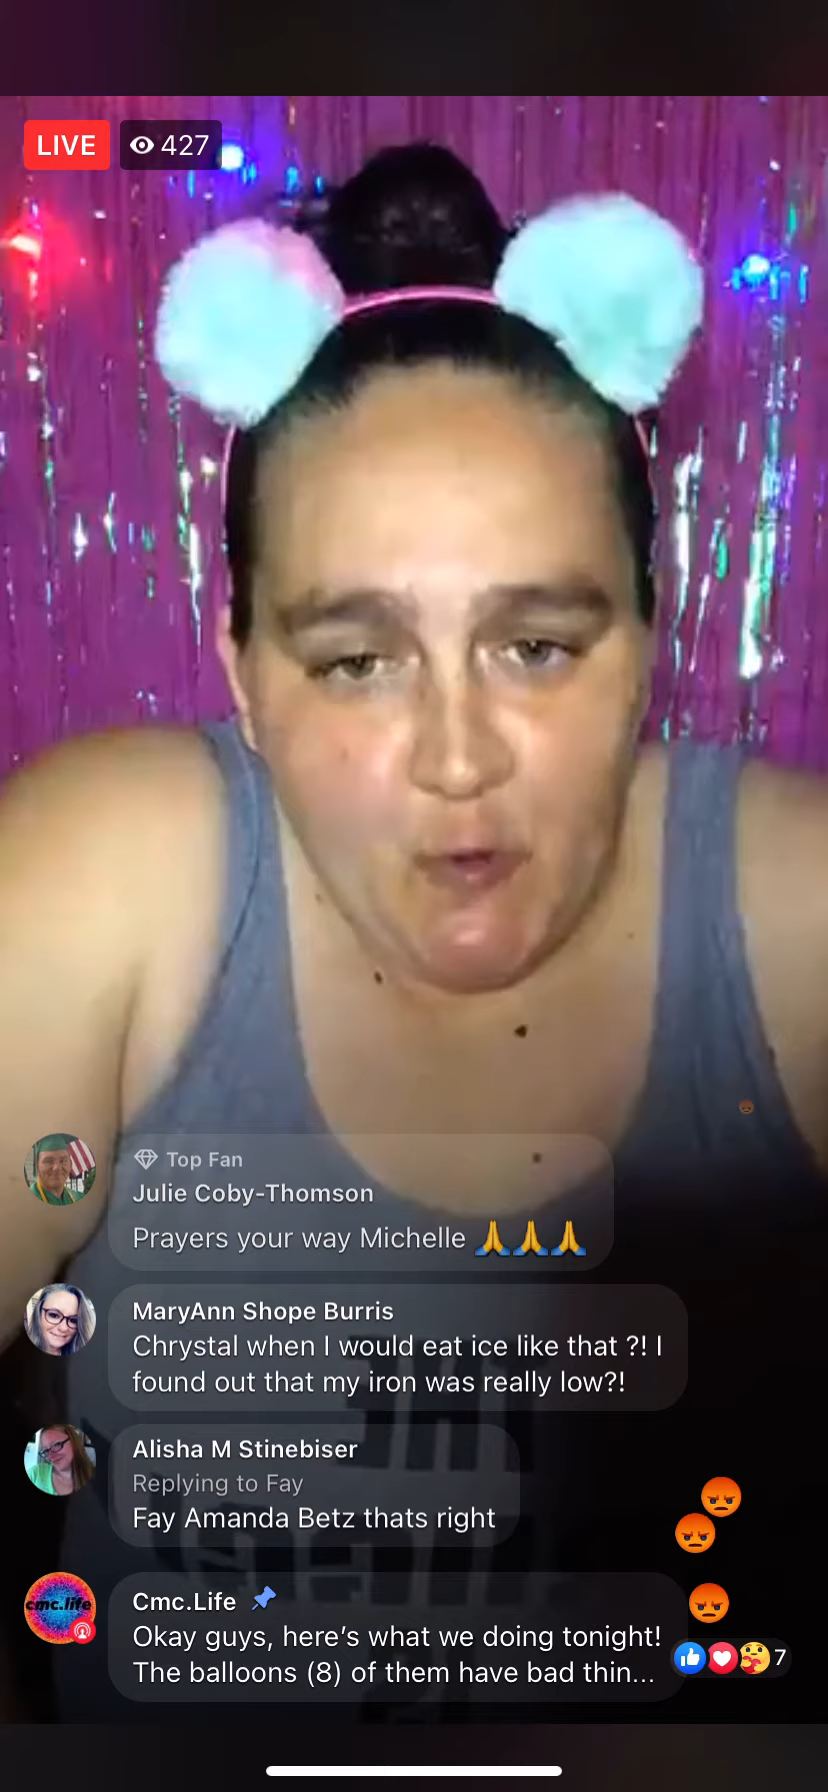 LIVE 427
Top Fan
Julie Coby-Thomson
Prayers your way Michelle 🙏🙏🙏
MaryAnn Shope Burris
Chrystal when I would eat ice like that ?! I
found out that my iron was really low?!
Alisha M Stinebiser
Replying to Fay
Fay Amanda Betz thats right
cmc.life
Cmc.Life 📌
Okay guys, here's what we doing tonight!
The balloons (8) of them have bad thin...
7